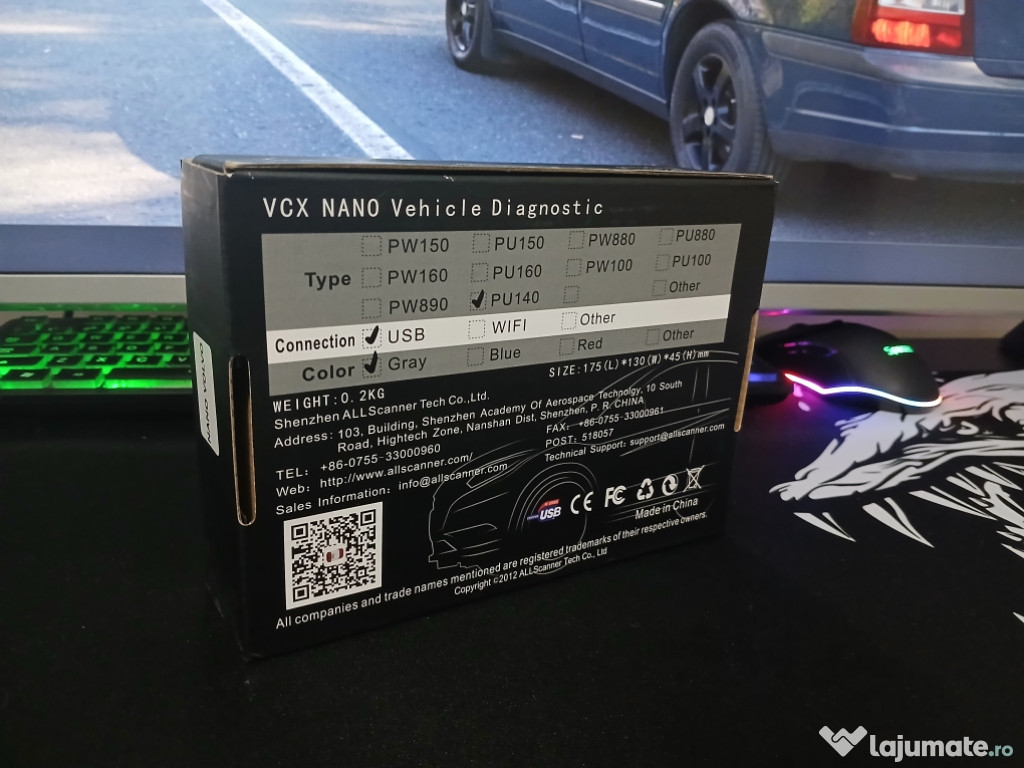 VCX NANO Vehicle Diagnostic
PW150 PU150 PW880 PU880
Type PW160 PU160 PW100 PU100
PW890 PU140 Other
Connection USB WIFI Other
Color Gray Blue Red Other
WEIGHT:0.2KG SIZE:175(L)*130(W)*45(H)mm
Shenzhen ALLScanner Tech Co.,Ltd.
Address: 103, Building, Shenzhen Academy Of Aerospace Technolgy, 10 South
Road, Hightech Zone, Nanshan Dist, Shenzhen, P. R. CHINA
TEL: +86-0755-33000960 FAX: +86-0755-33000961
Web: http://www.allscanner.com/ POST: 518057
Sales Information: info@allscanner.com Technical Support: support@allscanner.com
USB CE FC
Made in China
All companies and trade names mentioned are registered trademarks of their respective owners.
Copyright ©2012 ALLScanner Tech Co., Ltd
NANO VOLVO
lajumate.ro